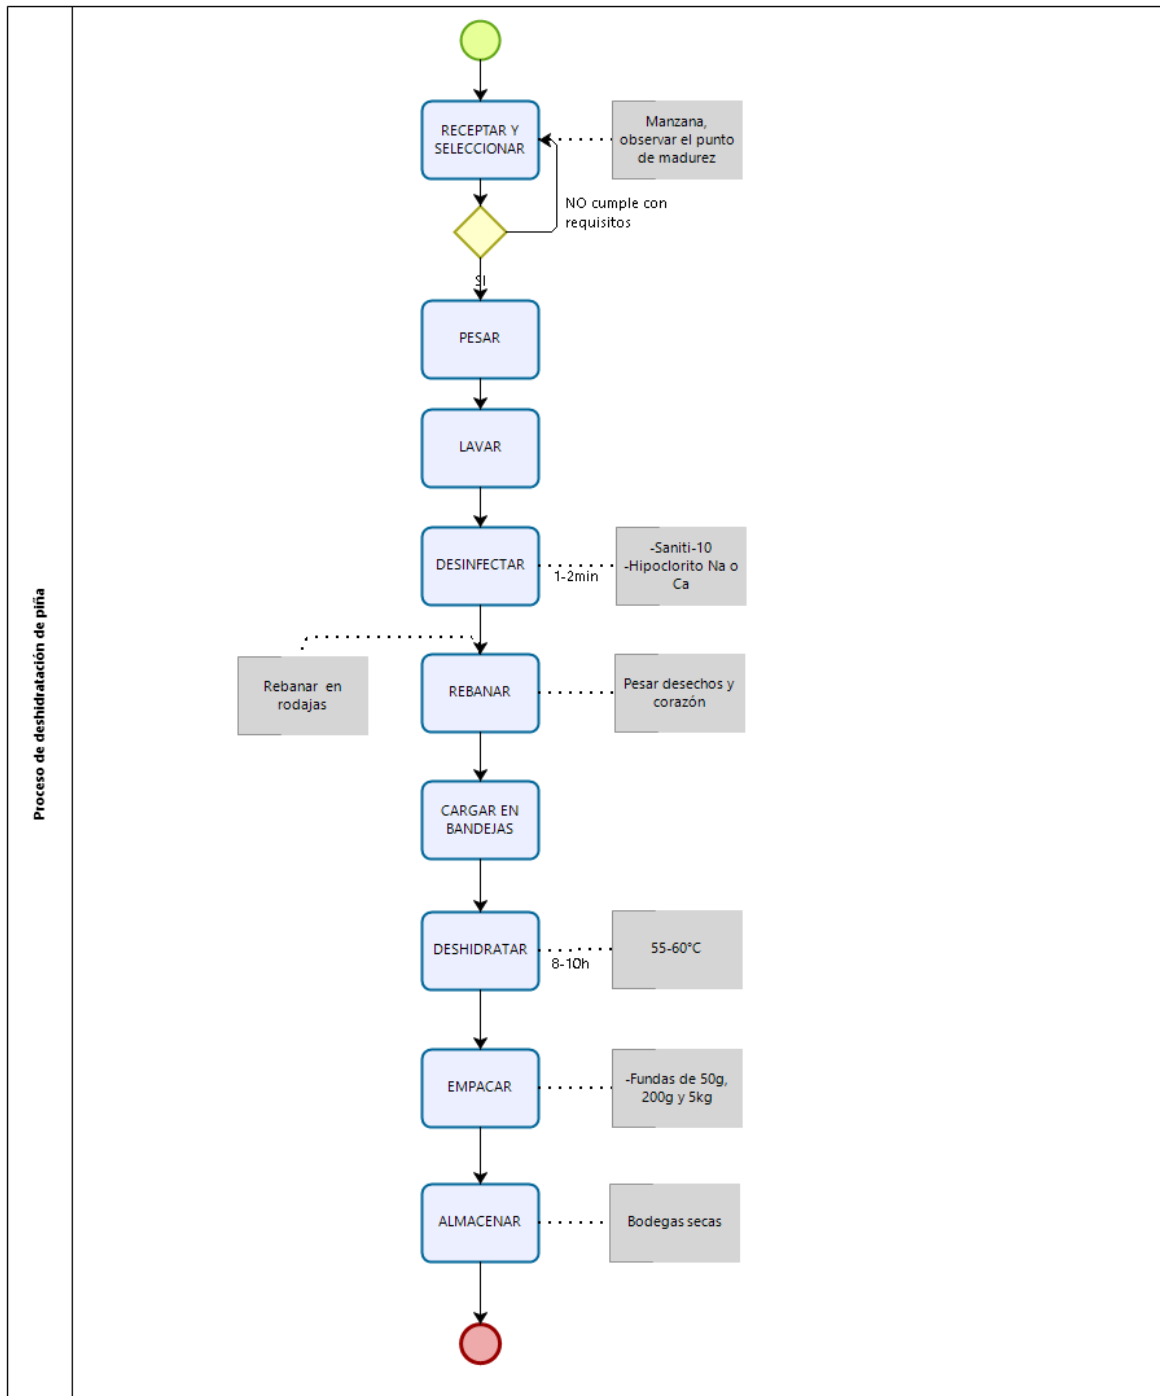 Proceso de deshidratación de piña
RECEPTAR Y
SELECCIONAR
Manzana,
observar el punto
de madurez
NO cumple con
requisitos
SI
PESAR
LAVAR
DESINFECTAR
1-2min
-Saniti-10
-Hipoclorito Na o
Ca
Rebanar en
rodajas
REBANAR
Pesar desechos y
corazón
CARGAR EN
BANDEJAS
DESHIDRATAR
8-10h
55-60°C
EMPACAR
-Fundas de 50g,
200g y 5kg
ALMACENAR
Bodegas secas